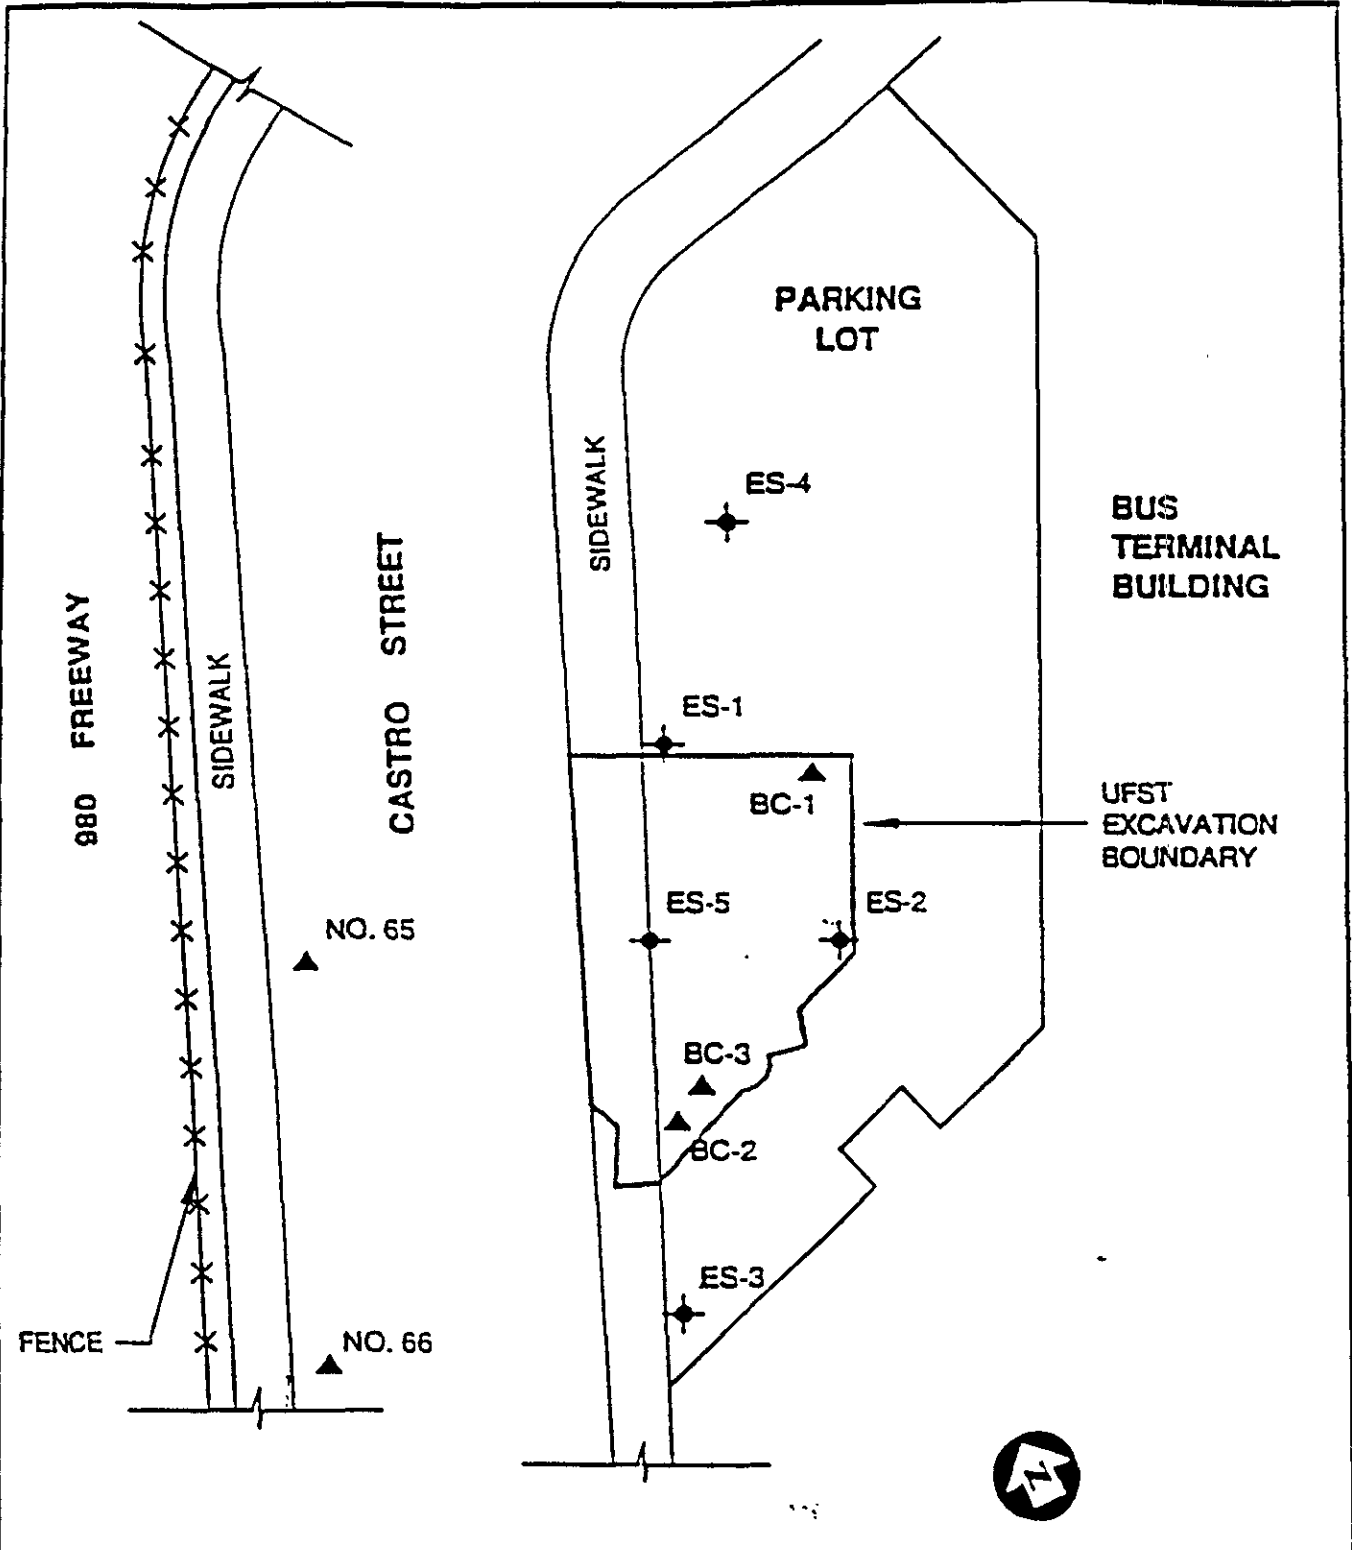 PARKING
LOT
SIDEWALK
ES-4
BUS
TERMINAL
BUILDING
980 FREEWAY
SIDEWALK
CASTRO STREET
ES-1
BC-1
UFST
EXCAVATION
BOUNDARY
ES-5
ES-2
NO. 65
BC-3
BC-2
ES-3
FENCE
NO. 66
N